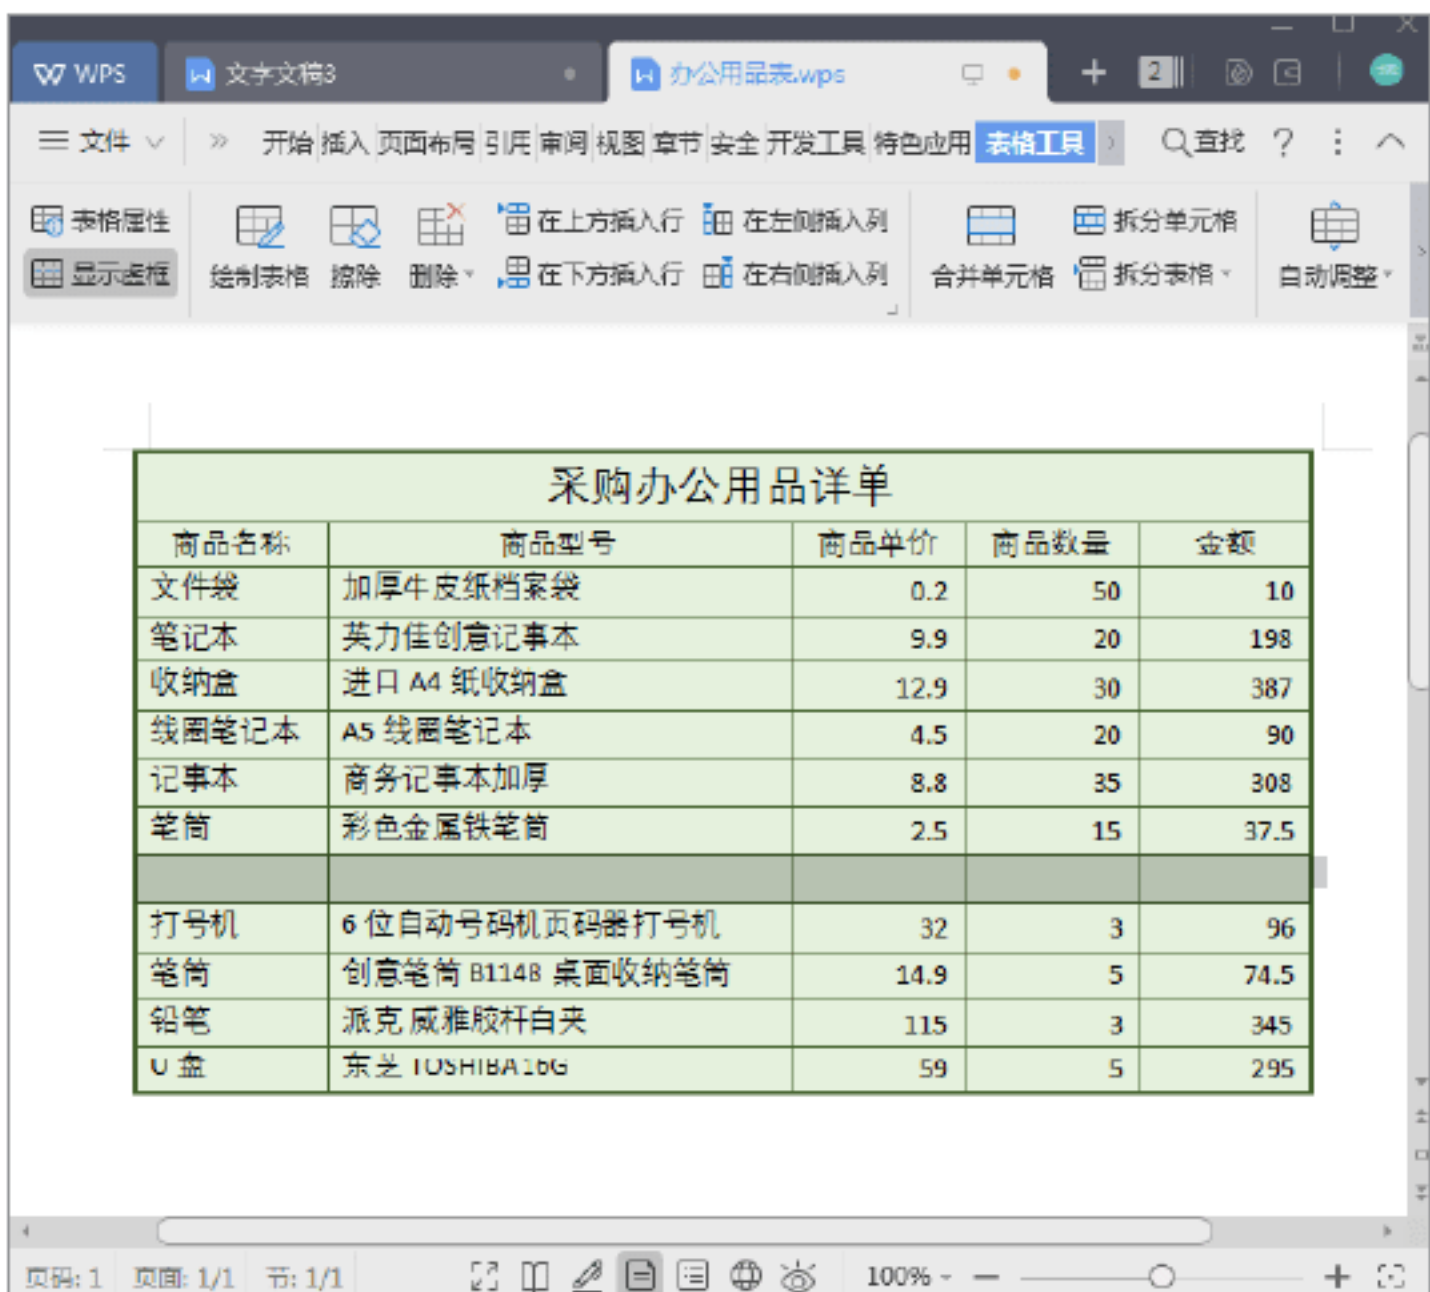 WPS 文字文稿3 办公用品表.wps 2
文件 开始 插入 页面布局 引用 审阅 视图 章节 安全 开发工具 特色应用 表格工具 查找 ?
表格属性 在上方插入行 在左侧插入列 拆分单元格
显示虚框 绘制表格 擦除 删除 在下方插入行 在右侧插入列 合并单元格 拆分表格 自动调整
采购办公用品详单
商品名称 商品型号 商品单价 商品数量 金额
文件袋 加厚牛皮纸档案袋 0.2 50 10
笔记本 英力佳创意记事本 9.9 20 198
收纳盒 进口 A4 纸收纳盒 12.9 30 387
线圈笔记本 A5 线圈笔记本 4.5 20 90
记事本 商务记事本加厚 8.8 35 308
笔筒 彩色金属铁笔筒 2.5 15 37.5
打号机 6 位自动号码机页码器打号机 32 3 96
笔筒 创意笔筒 B1148 桌面收纳笔筒 14.9 5 74.5
铅笔 派克 威雅胶杆白夹 115 3 345
U 盘 东芝 TOSHIBA16G 59 5 295
页码: 1 页面: 1/1 节: 1/1 100%